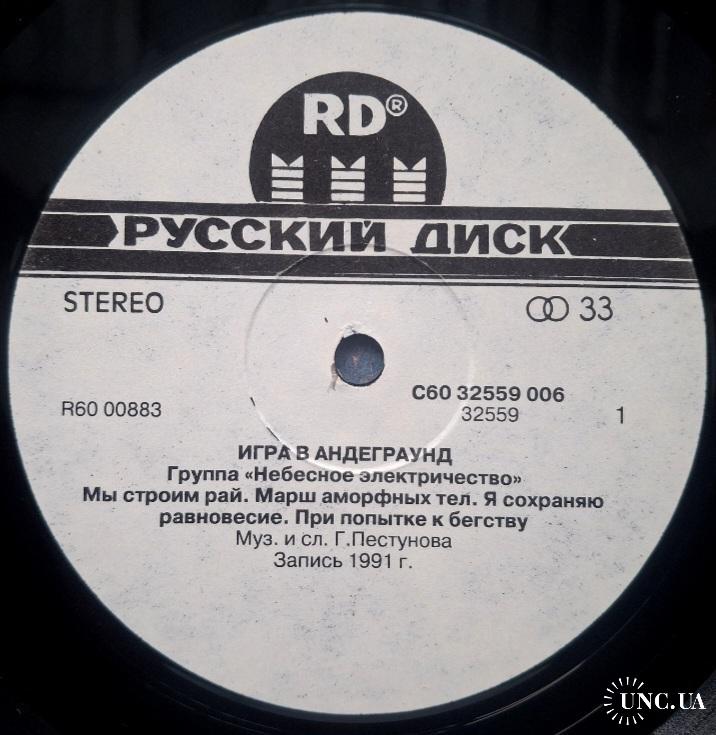 RD®
РУССКИЙ ДИСК
STEREO
33
С60 32559 006
R60 00883
32559
1
ИГРА В АНДЕГРАУНД
Группа «Небесное электричество»
Мы строим рай. Марш аморфных тел. Я сохраняю
равновесие. При попытке к бегству
Муз. и сл. Г.Пестунова
Запись 1991 г.
UNC.UA